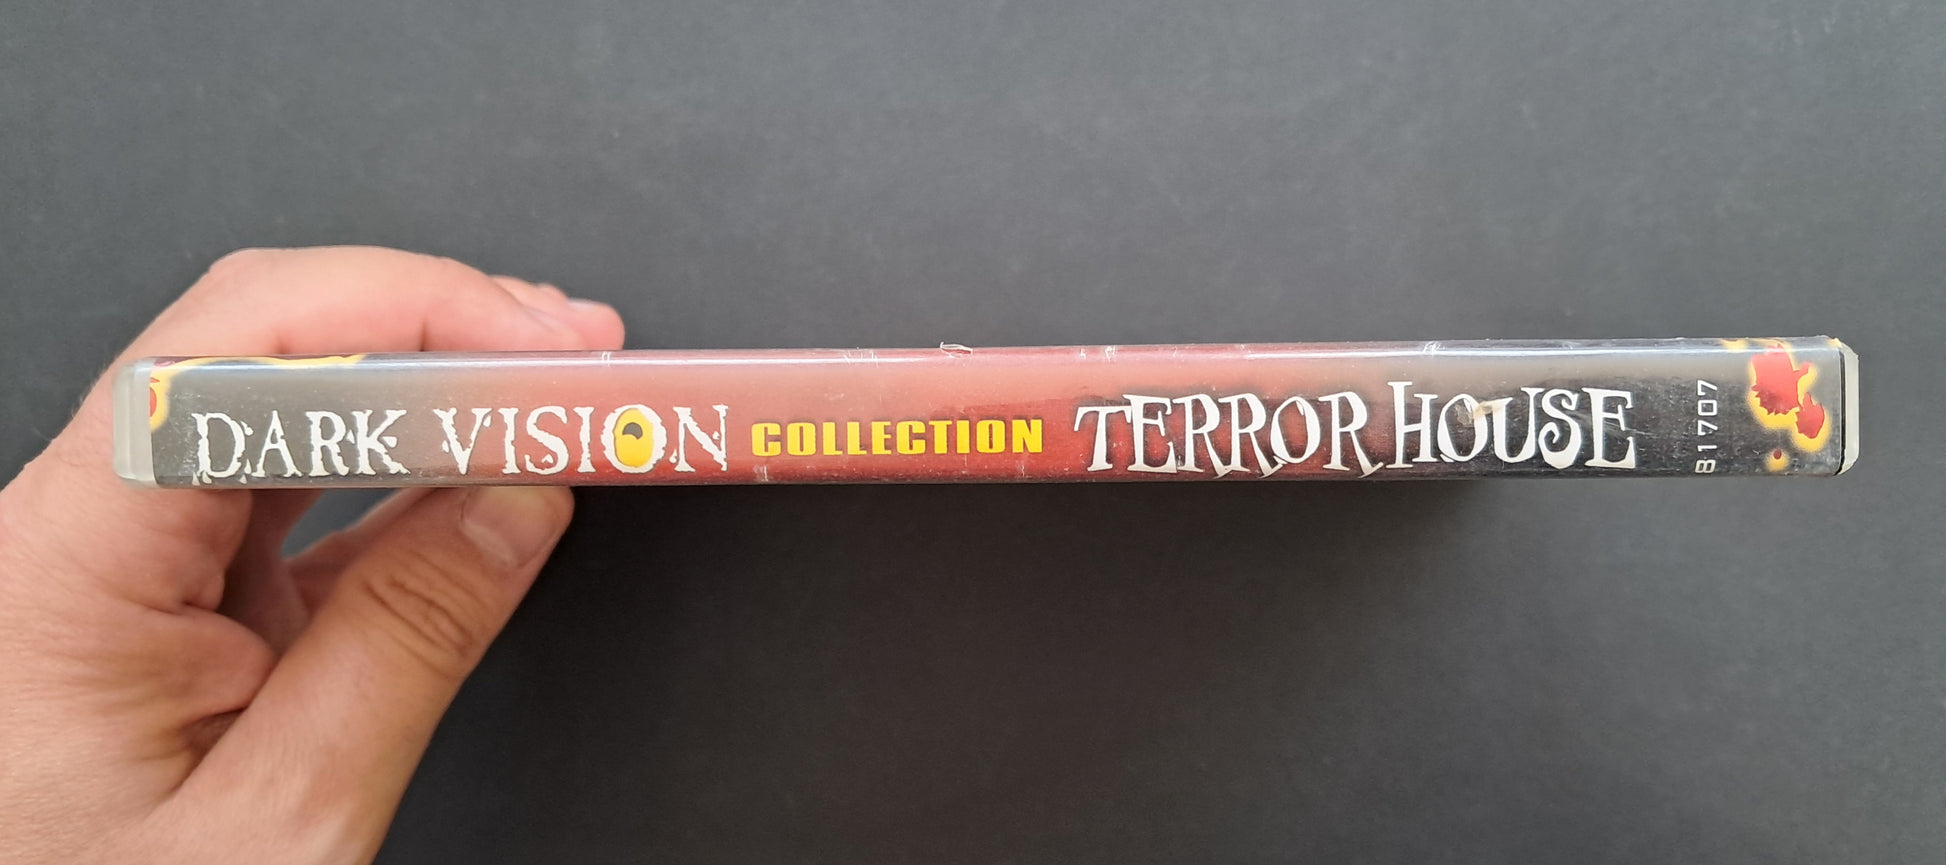 DARK VISION COLLECTION TERROR HOUSE
81707